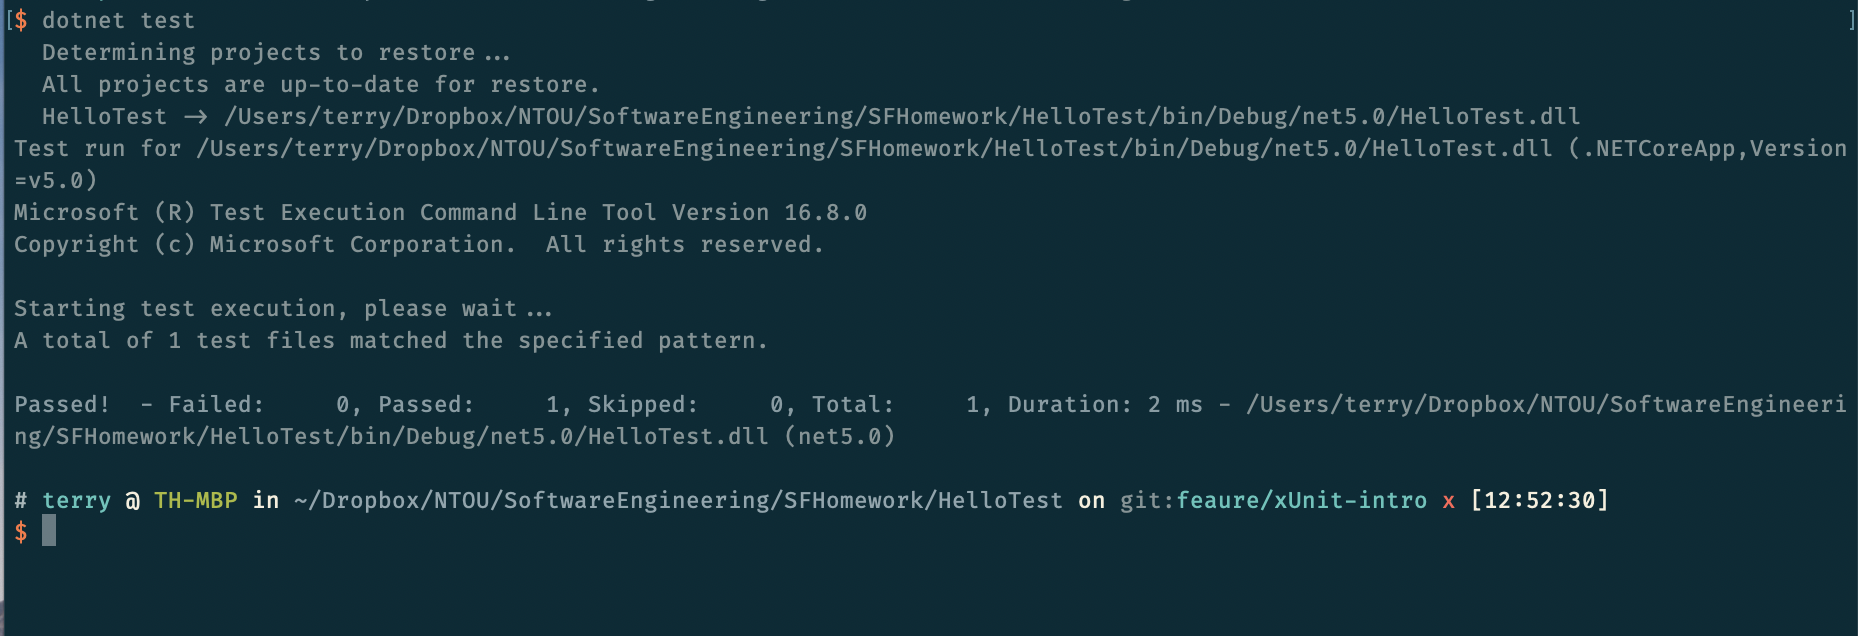 [$ dotnet test ]
  Determining projects to restore...
  All projects are up-to-date for restore.
  HelloTest -> /Users/terry/Dropbox/NTOU/SoftwareEngineering/SFHomework/HelloTest/bin/Debug/net5.0/HelloTest.dll
Test run for /Users/terry/Dropbox/NTOU/SoftwareEngineering/SFHomework/HelloTest/bin/Debug/net5.0/HelloTest.dll (.NETCoreApp,Version
=v5.0)
Microsoft (R) Test Execution Command Line Tool Version 16.8.0
Copyright (c) Microsoft Corporation.  All rights reserved.

Starting test execution, please wait...
A total of 1 test files matched the specified pattern.

Passed!  - Failed:     0, Passed:     1, Skipped:     0, Total:     1, Duration: 2 ms - /Users/terry/Dropbox/NTOU/SoftwareEngineeri
ng/SFHomework/HelloTest/bin/Debug/net5.0/HelloTest.dll (net5.0)

# terry @ TH-MBP in ~/Dropbox/NTOU/SoftwareEngineering/SFHomework/HelloTest on git:feaure/xUnit-intro x [12:52:30]
$